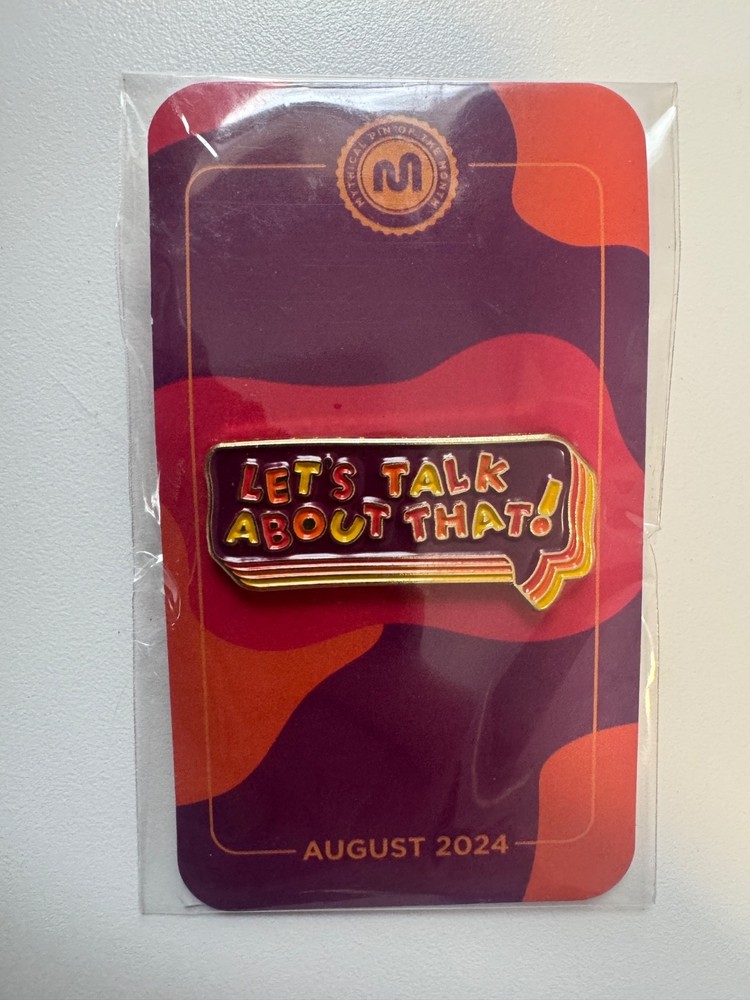 MYTHICAL PIN OF THE MONTH
M
LET'S TALK
ABOUT THAT!
AUGUST 2024